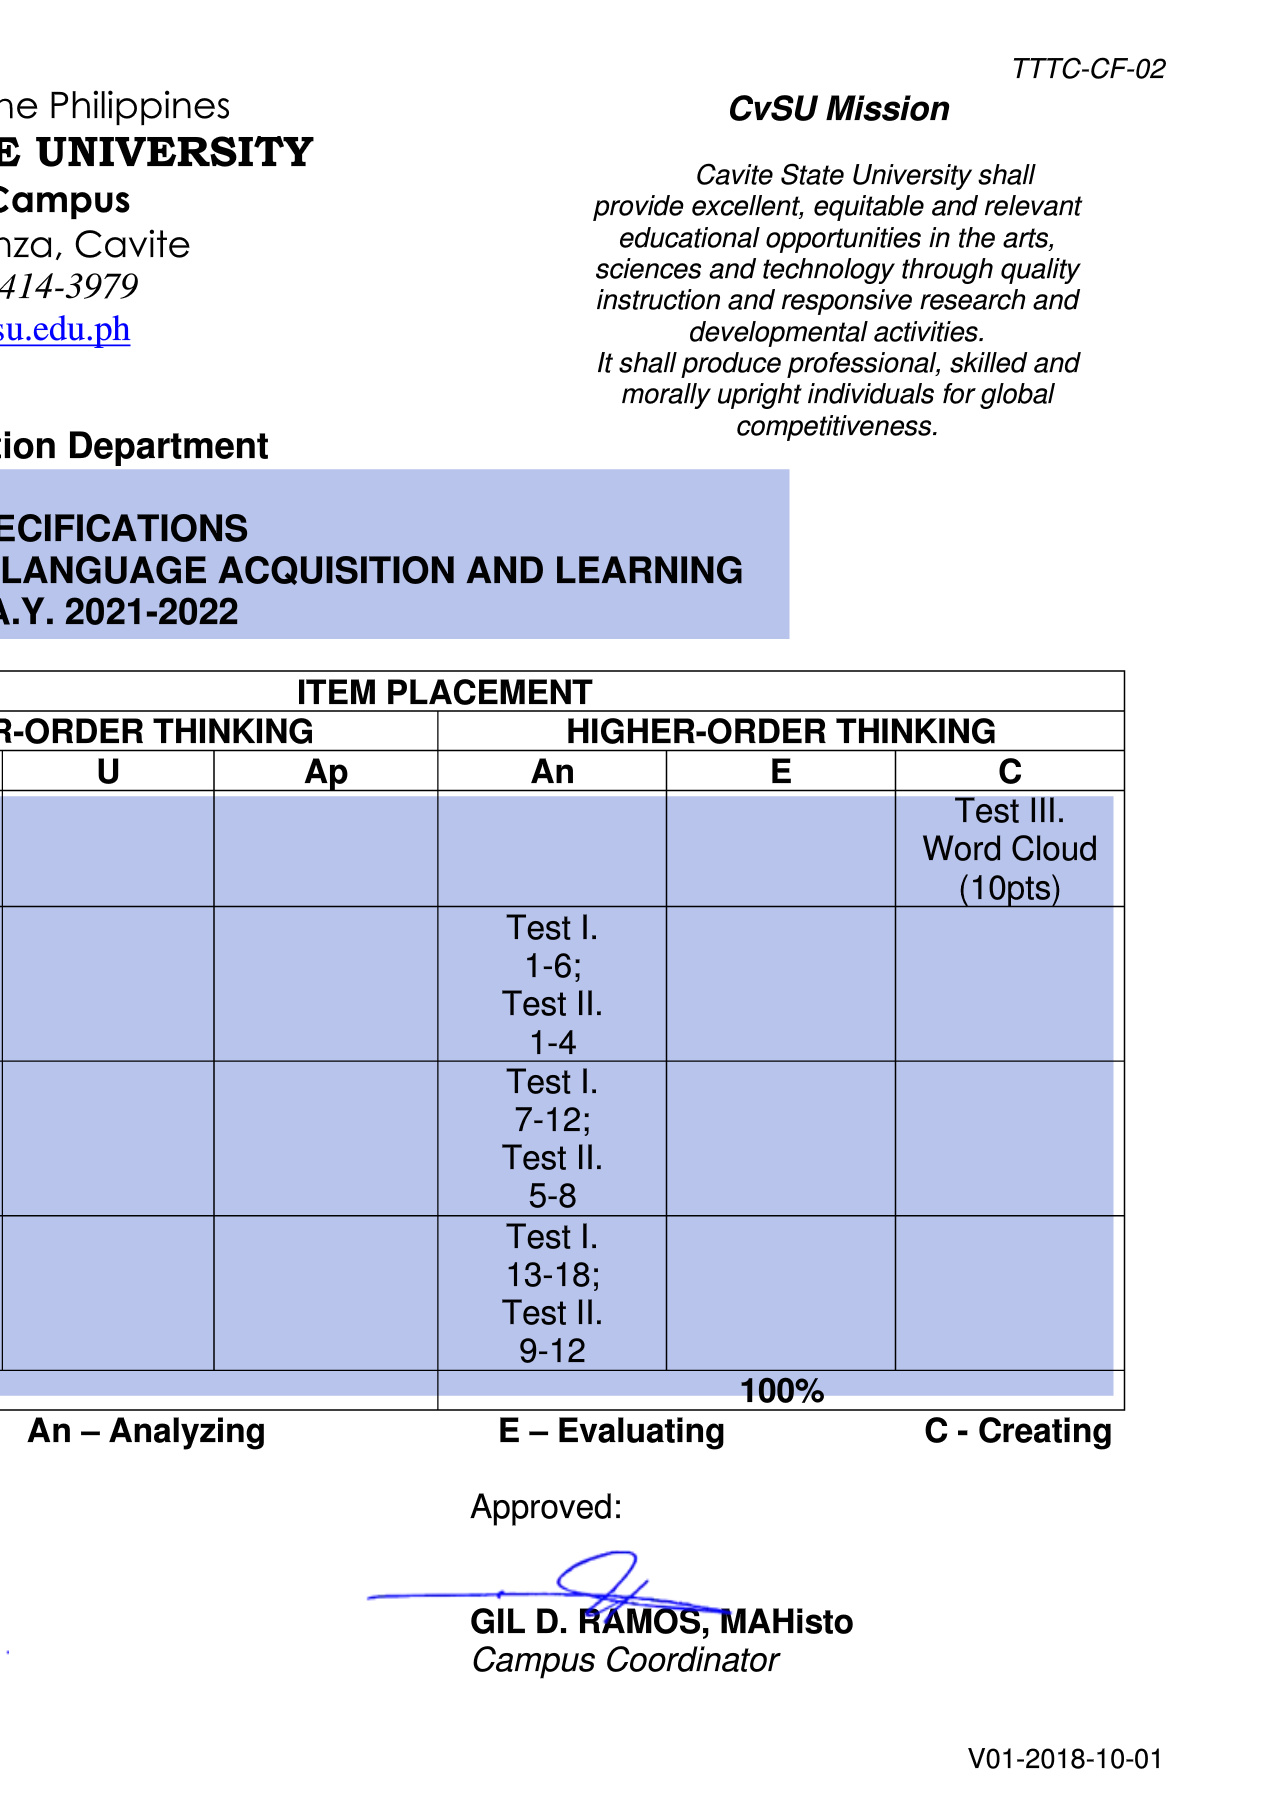 TTTC-CF-02
ne Philippines
E UNIVERSITY
Campus
nza, Cavite
414-3979
su.edu.ph
CvSU Mission
Cavite State University shall
provide excellent, equitable and relevant
educational opportunities in the arts,
sciences and technology through quality
instruction and responsive research and
developmental activities.
It shall produce professional, skilled and
morally upright individuals for global
competitiveness.
tion Department
ECIFICATIONS
LANGUAGE ACQUISITION AND LEARNING
A.Y. 2021-2022
ITEM PLACEMENT
R-ORDER THINKING HIGHER-ORDER THINKING
U Ap An E C
Test III.
Word Cloud
(10pts)
Test I.
1-6;
Test II.
1-4
Test I.
7-12;
Test II.
5-8
Test I.
13-18;
Test II.
9-12
100%
An – Analyzing E – Evaluating C - Creating
Approved:
GIL D. RAMOS, MAHisto
Campus Coordinator
V01-2018-10-01